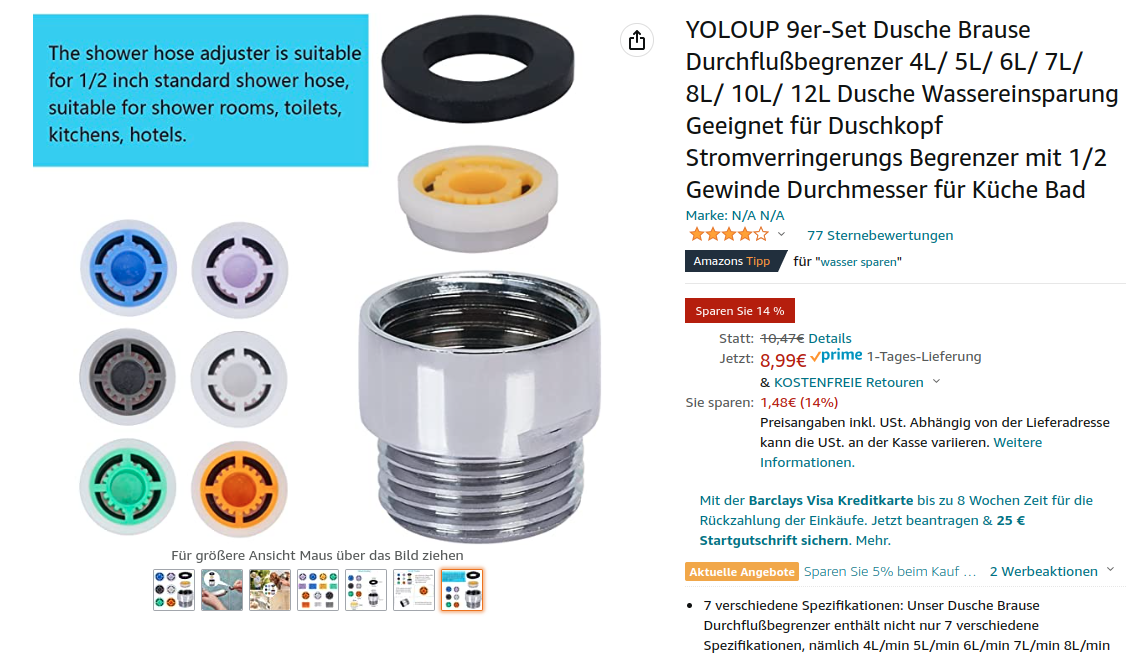 The shower hose adjuster is suitable
for 1/2 inch standard shower hose,
suitable for shower rooms, toilets,
kitchens, hotels.
Für größere Ansicht Maus über das Bild ziehen
YOLOUP 9er-Set Dusche Brause
Durchflußbegrenzer 4L/ 5L/ 6L/ 7L/
8L/ 10L/ 12L Dusche Wassereinsparung
Geeignet für Duschkopf
Stromverringerungs Begrenzer mit 1/2
Gewinde Durchmesser für Küche Bad
Marke: N/A N/A
77 Sternebewertungen
Amazons Tipp für "wasser sparen"
Sparen Sie 14 %
Statt: 10,47€ Details
Jetzt: 8,99€ prime 1-Tages-Lieferung
& KOSTENFREIE Retouren
Sie sparen: 1,48€ (14%)
Preisangaben inkl. USt. Abhängig von der Lieferadresse
kann die USt. an der Kasse variieren. Weitere
Informationen.
Mit der Barclays Visa Kreditkarte bis zu 8 Wochen Zeit für die
Rückzahlung der Einkäufe. Jetzt beantragen & 25 €
Startgutschrift sichern. Mehr.
Aktuelle Angebote Sparen Sie 5% beim Kauf ... 2 Werbeaktionen
• 7 verschiedene Spezifikationen: Unser Dusche Brause
Durchflußbegrenzer enthält nicht nur 7 verschiedene
Spezifikationen, nämlich 4L/min 5L/min 6L/min 7L/min 8L/min